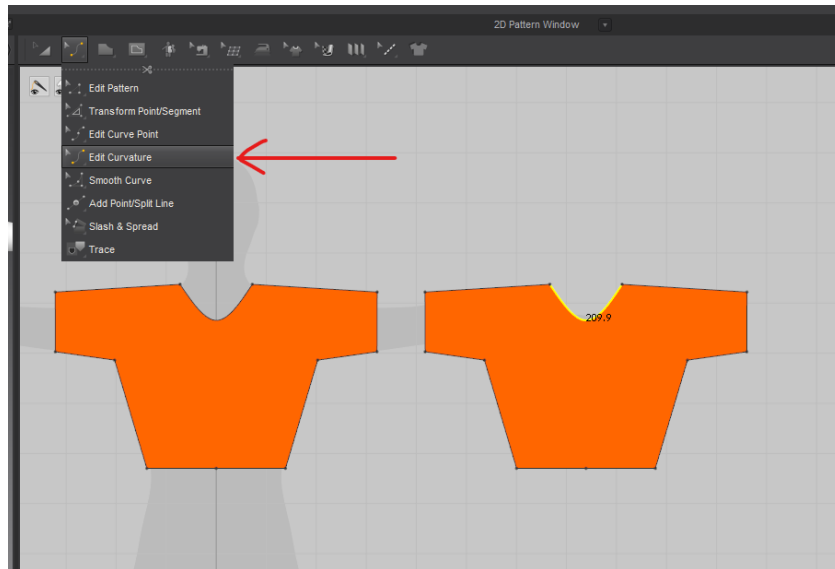 2D Pattern Window
Edit Pattern
Transform Point/Segment
Edit Curve Point
Edit Curvature
Smooth Curve
Add Point/Split Line
Slash & Spread
Trace
209.9